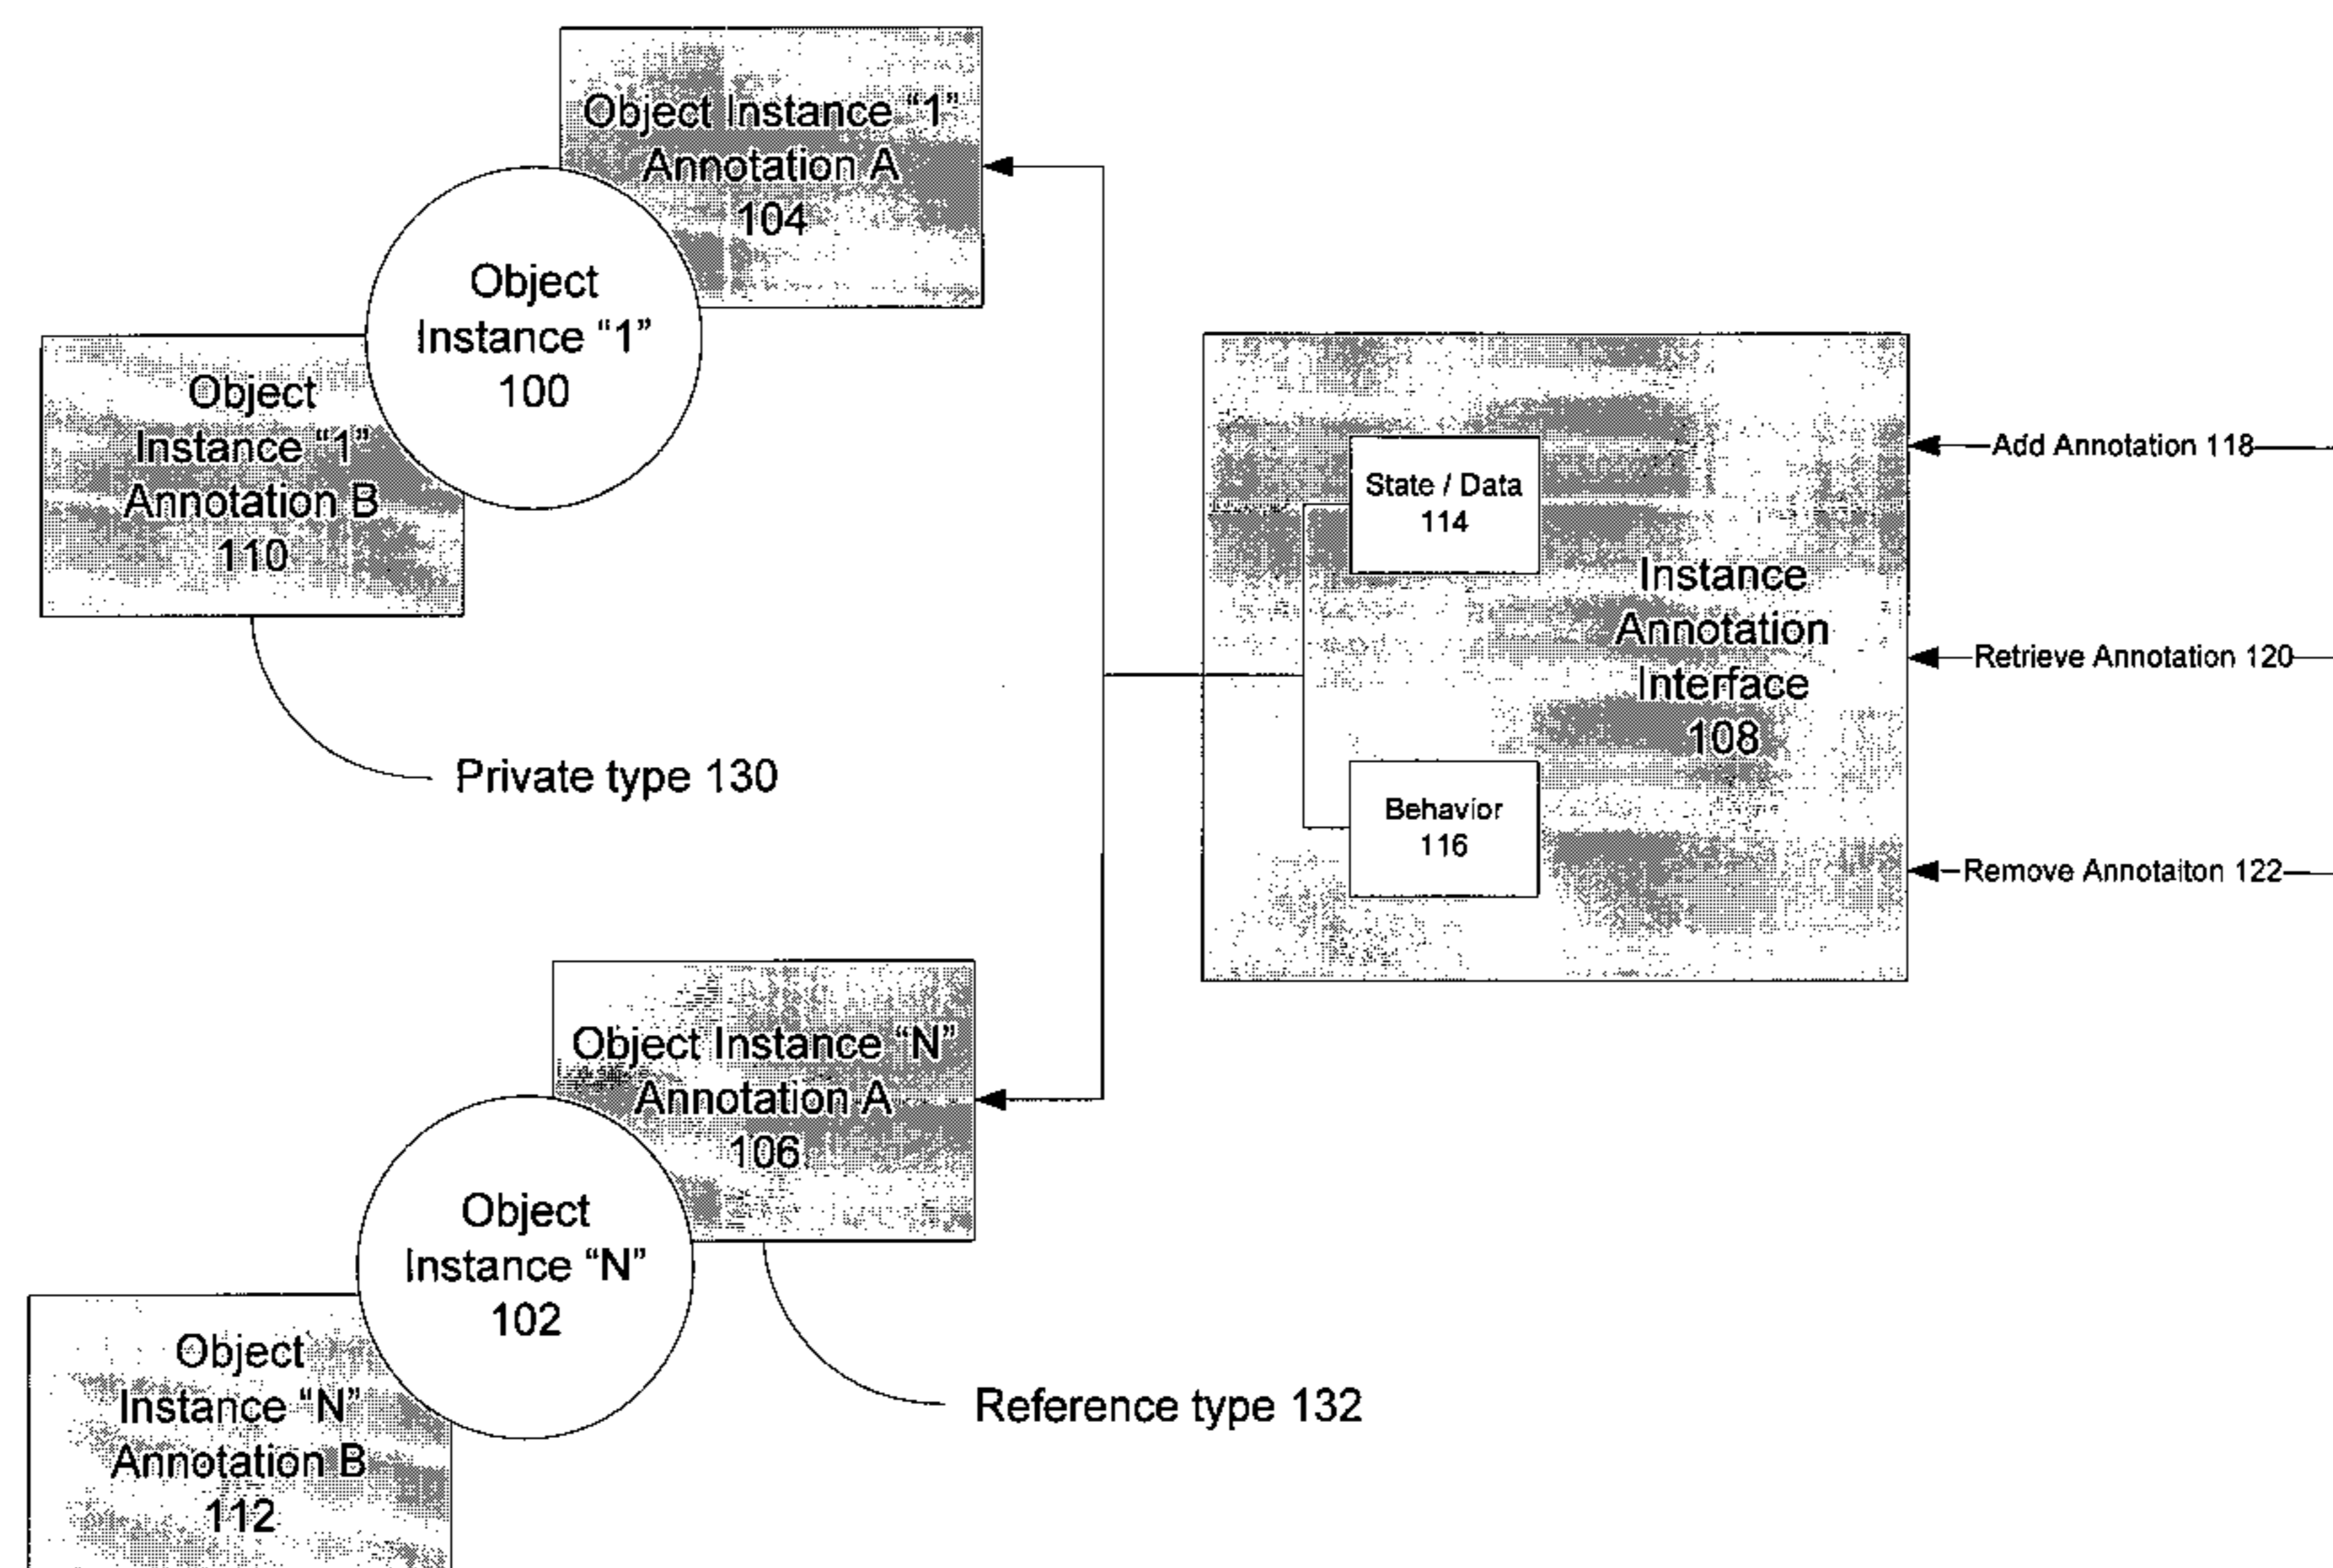 Object Instance “1”
Annotation A
104
Object
Instance “1”
100
Object
Instance “1”
Annotation B
110
Private type 130
State / Data
114
Instance
Annotation
Interface
108
Behavior
116
Add Annotation 118
Retrieve Annotation 120
Remove Annotaiton 122
Object Instance “N”
Annotation A
106
Object
Instance “N”
102
Object
Instance “N”
Annotation B
112
Reference type 132